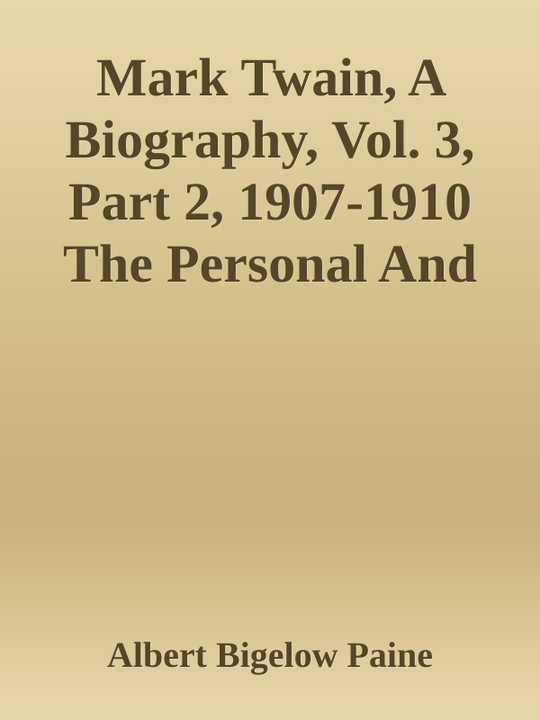 Mark Twain, A
Biography, Vol. 3,
Part 2, 1907-1910
The Personal And
Albert Bigelow Paine